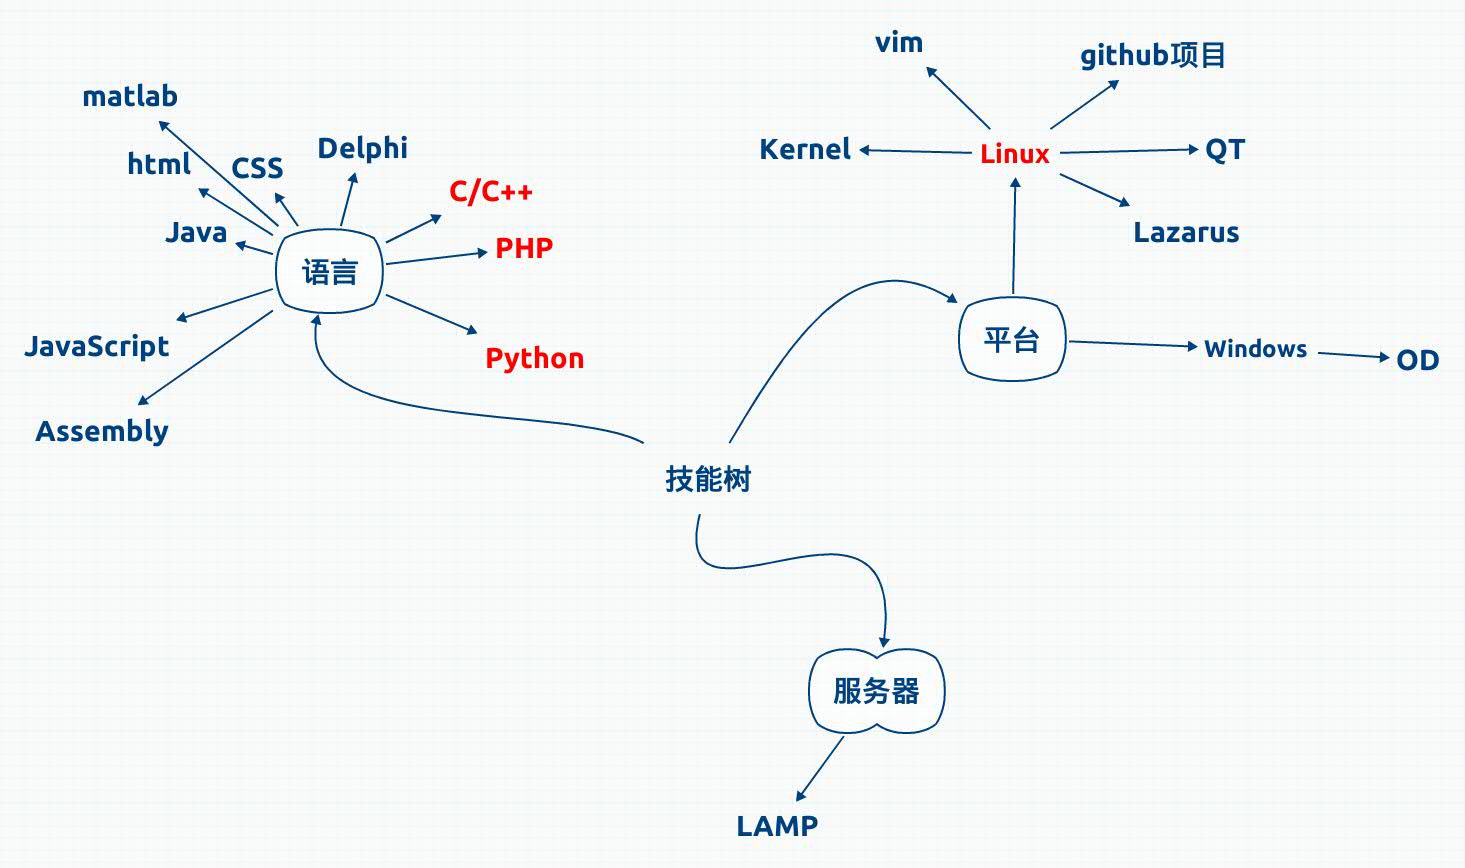 vim
github项目
matlab
Delphi
Kernel
Linux
QT
html
CSS
C/C++
Java
PHP
Lazarus
语言
平台
JavaScript
Python
Windows
OD
Assembly
技能树
服务器
LAMP